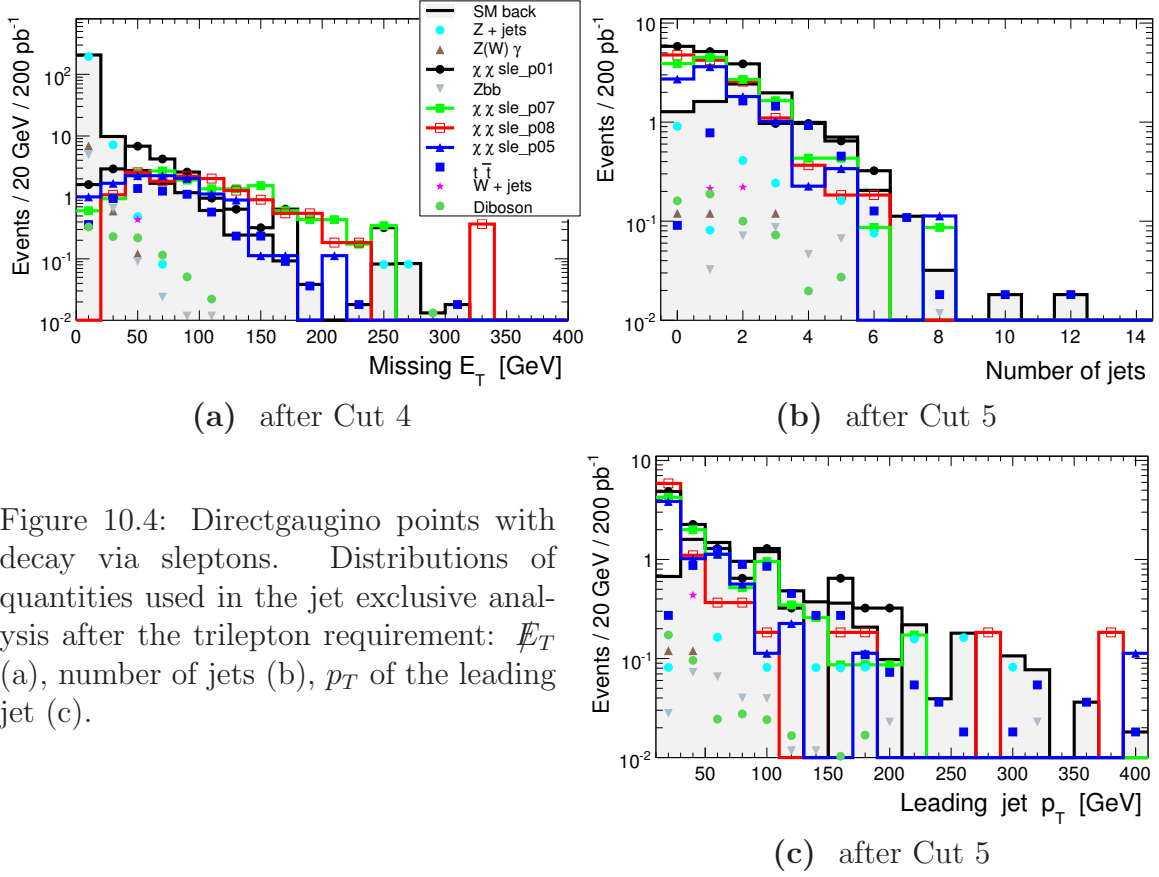 Events / 20 GeV / 200 pb⁻¹
10²
10
1
10⁻¹
10⁻²
0 50 100 150 200 250 300 350 400
Missing E_T [GeV]
SM back
Z + jets
Z(W) γ
χ χ sle_p01
Zbb
χ χ sle_p07
χ χ sle_p08
χ χ sle_p05
t t̅
W + jets
Diboson
(a) after Cut 4
Events / 200 pb⁻¹
10
1
10⁻¹
10⁻²
0 2 4 6 8 10 12 14
Number of jets
(b) after Cut 5
Figure 10.4: Directgaugino points with
decay via sleptons. Distributions of
quantities used in the jet exclusive anal-
ysis after the trilepton requirement: E̸_T
(a), number of jets (b), p_T of the leading
jet (c).
Events / 20 GeV / 200 pb⁻¹
10
1
10⁻¹
10⁻²
50 100 150 200 250 300 350 400
Leading jet p_T [GeV]
(c) after Cut 5